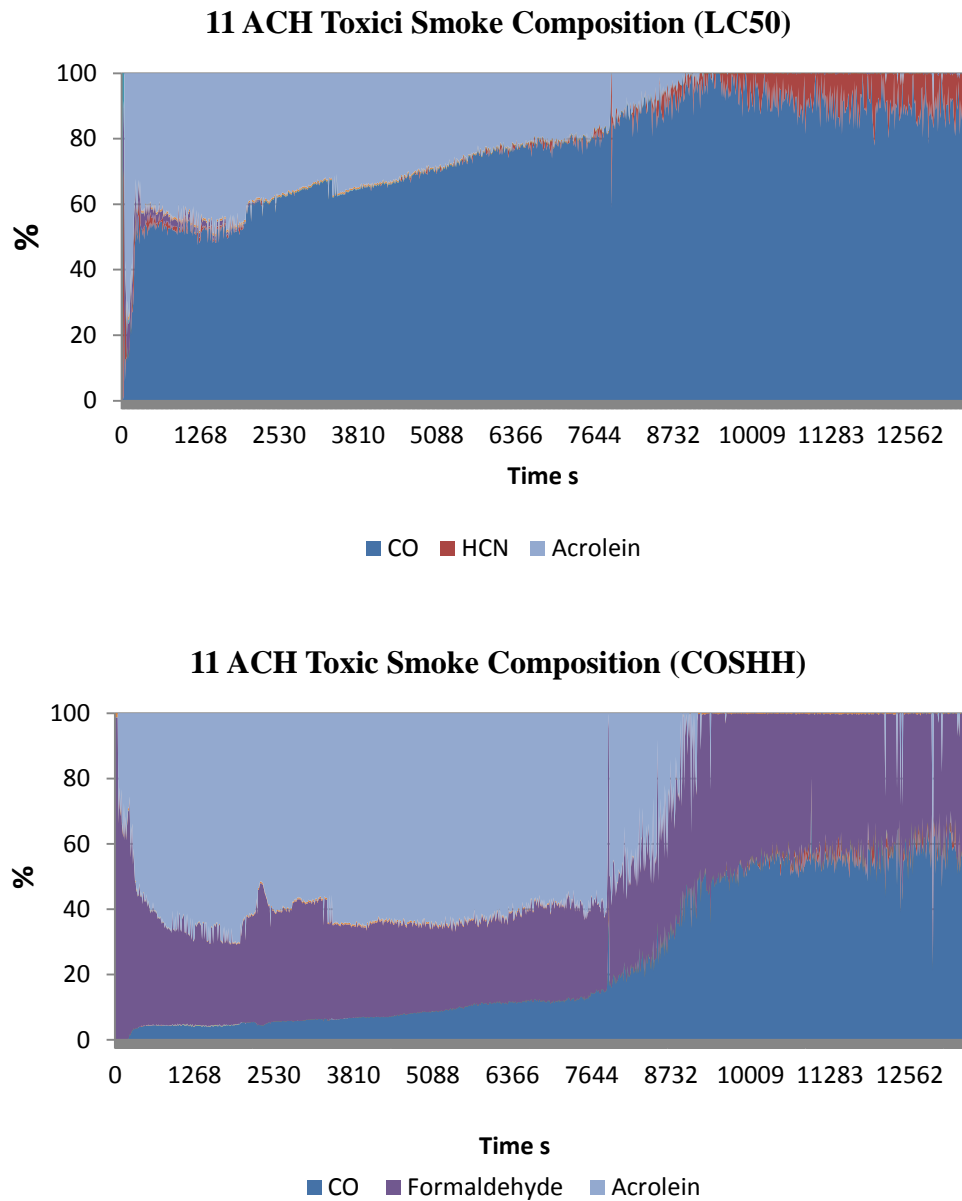 11 ACH Toxici Smoke Composition (LC50)
100
80
60
40
20
0
%
0 1268 2530 3810 5088 6366 7644 8732 10009 11283 12562
Time s
CO HCN Acrolein
11 ACH Toxic Smoke Composition (COSHH)
100
80
60
40
20
0
%
0 1268 2530 3810 5088 6366 7644 8732 10009 11283 12562
Time s
CO Formaldehyde Acrolein